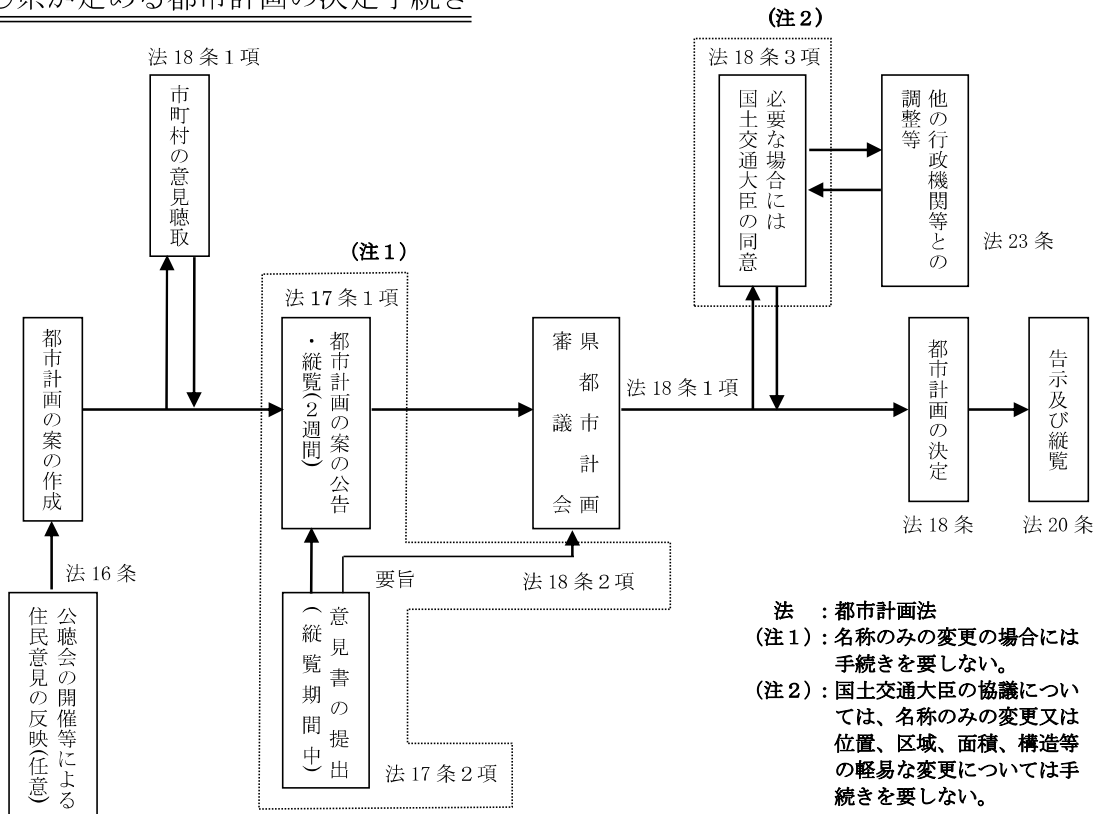 県が定める都市計画の決定手続き
(注2)
法18条1項
市町村の意見聴取
法18条3項
必要な場合には
国土交通大臣の同意
他の行政機関等との
調整等
法23条
(注1)
法17条1項
都市計画の案の作成
都市計画の案の公告
・縦覧(2週間)
県都市計画
審議会
法18条1項
都市計画の決定
告示及び縦覧
法18条
法20条
法16条
公聴会の開催等による
住民意見の反映(任意)
要旨
法18条2項
意見書の提出
(縦覧期間中)
法17条2項
法 :都市計画法
(注1):名称のみの変更の場合には
手続きを要しない。
(注2):国土交通大臣の協議につい
ては、名称のみの変更又は
位置、区域、面積、構造等
の軽易な変更については手
続きを要しない。